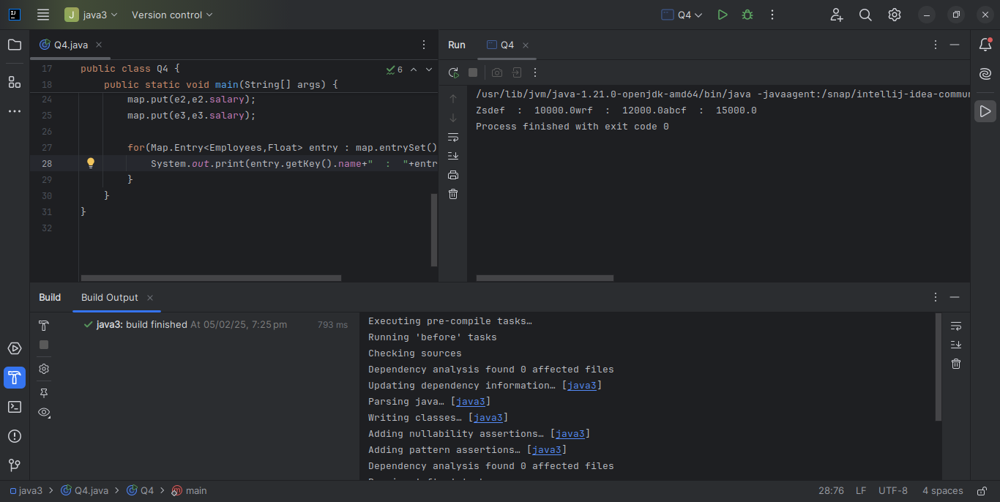 J java3 Version control Q4
Q4.java
6
17 public class Q4 {
18 public static void main(String[] args) {
24 map.put(e2,e2.salary);
25 map.put(e3,e3.salary);
26
27 for(Map.Entry<Employees,Float> entry : map.entrySet()
28 System.out.print(entry.getKey().name+" : "+entr
29 }
30 }
31 }
32
Run Q4
/usr/lib/jvm/java-1.21.0-openjdk-amd64/bin/java -javaagent:/snap/intellij-idea-commu
Zsdef : 10000.0wrf : 12000.0abcf : 15000.0
Process finished with exit code 0
Build Build Output
java3: build finished At 05/02/25, 7:25 pm 793 ms
Executing pre-compile tasks…
Running 'before' tasks
Checking sources
Dependency analysis found 0 affected files
Updating dependency information… [java3]
Parsing java… [java3]
Writing classes… [java3]
Adding nullability assertions… [java3]
Adding pattern assertions… [java3]
Dependency analysis found 0 affected files
java3 > Q4.java > Q4 > main
28:76 LF UTF-8 4 spaces